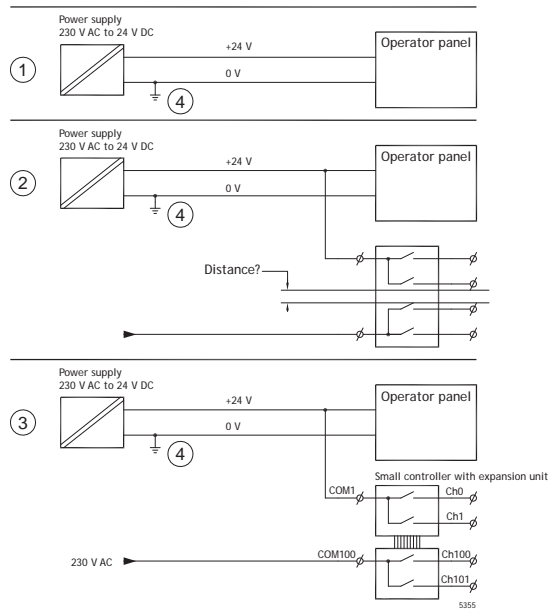 Power supply
230 V AC to 24 V DC
+24 V
Operator panel
1
0 V
4
Power supply
230 V AC to 24 V DC
+24 V
Operator panel
2
0 V
4
Distance?
Power supply
230 V AC to 24 V DC
+24 V
Operator panel
3
0 V
4
Small controller with expansion unit
COM1
Ch0
Ch1
230 V AC
COM100
Ch100
Ch101
5355